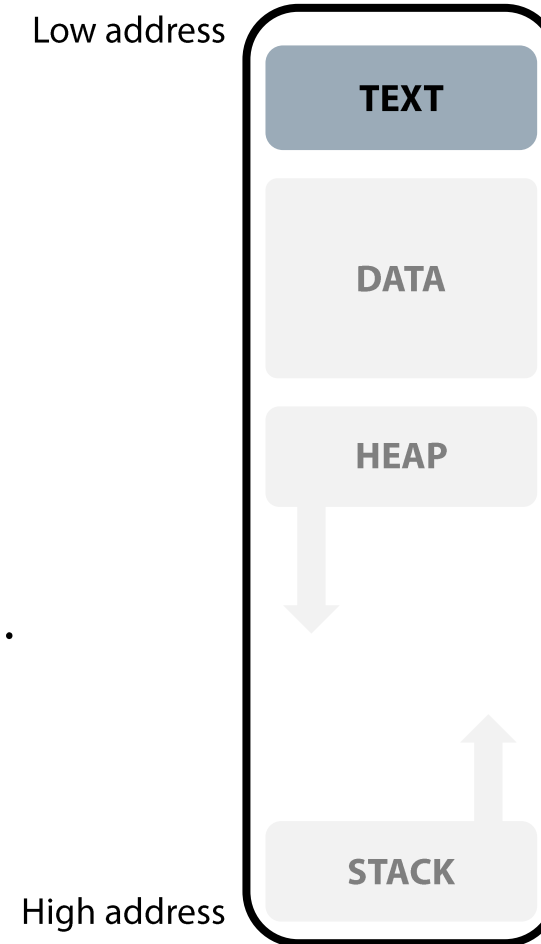 Low address
TEXT
DATA
HEAP
.
STACK
High address